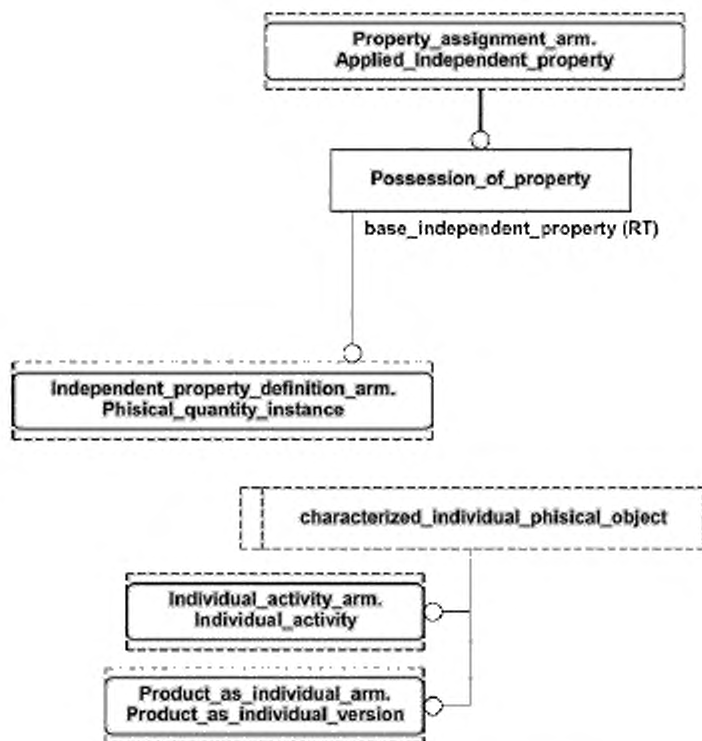 Property_assignment_arm.
Applied_Independent_property
Possession_of_property
base_independent_property (RT)
Independent_property_definition_arm.
Phisical_quantity_instance
characterized_individual_phisical_object
Individual_activity_arm.
Individual_activity
Product_as_individual_arm.
Product_as_individual_version